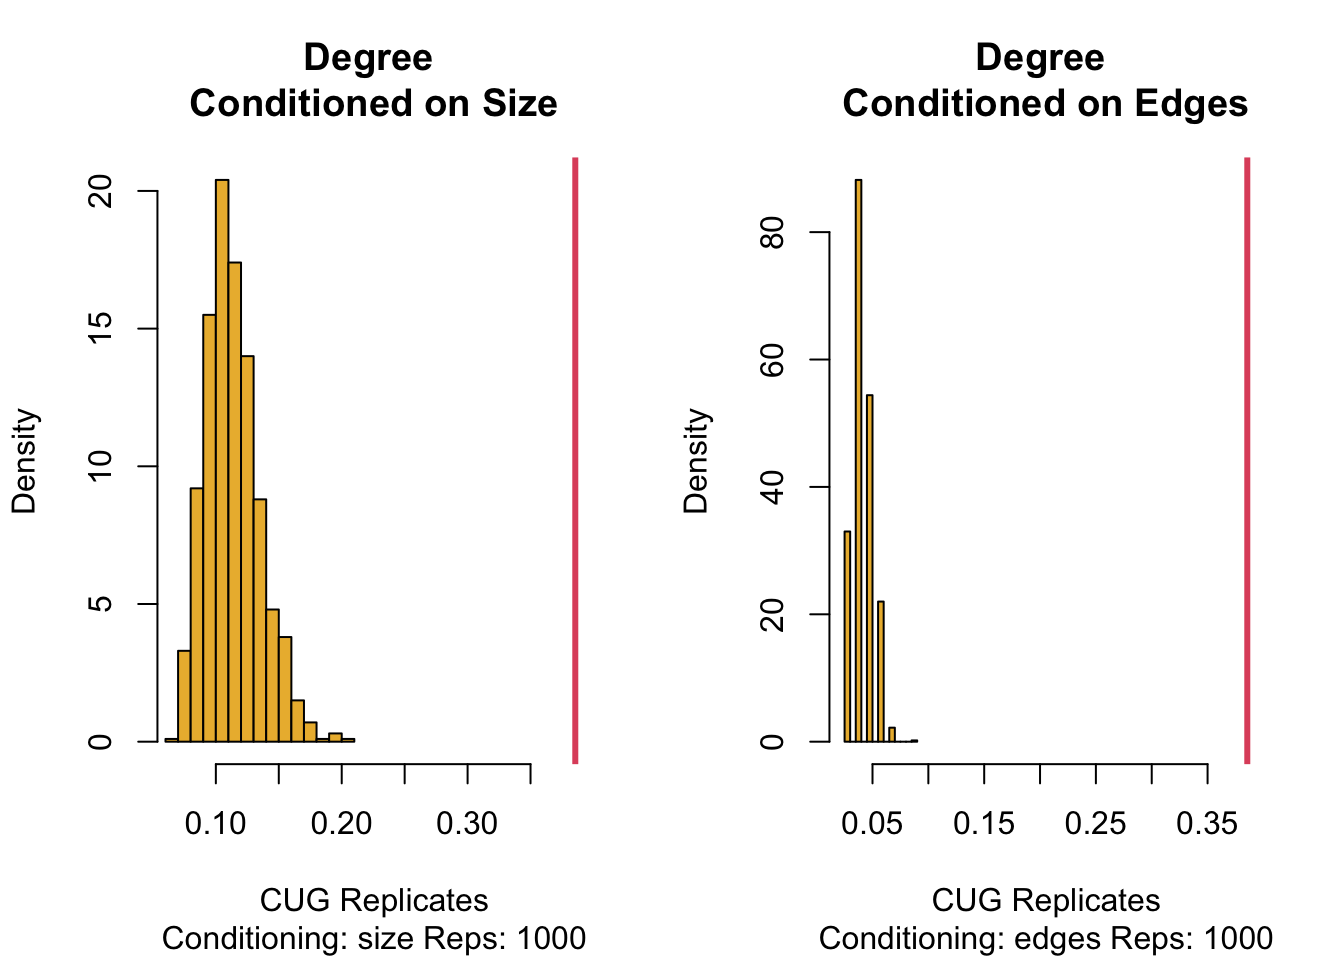 Degree
Conditioned on Size
Density
20
15
10
5
0
0.10 0.20 0.30
CUG Replicates
Conditioning: size Reps: 1000
Degree
Conditioned on Edges
Density
80
60
40
20
0
0.05 0.15 0.25 0.35
CUG Replicates
Conditioning: edges Reps: 1000